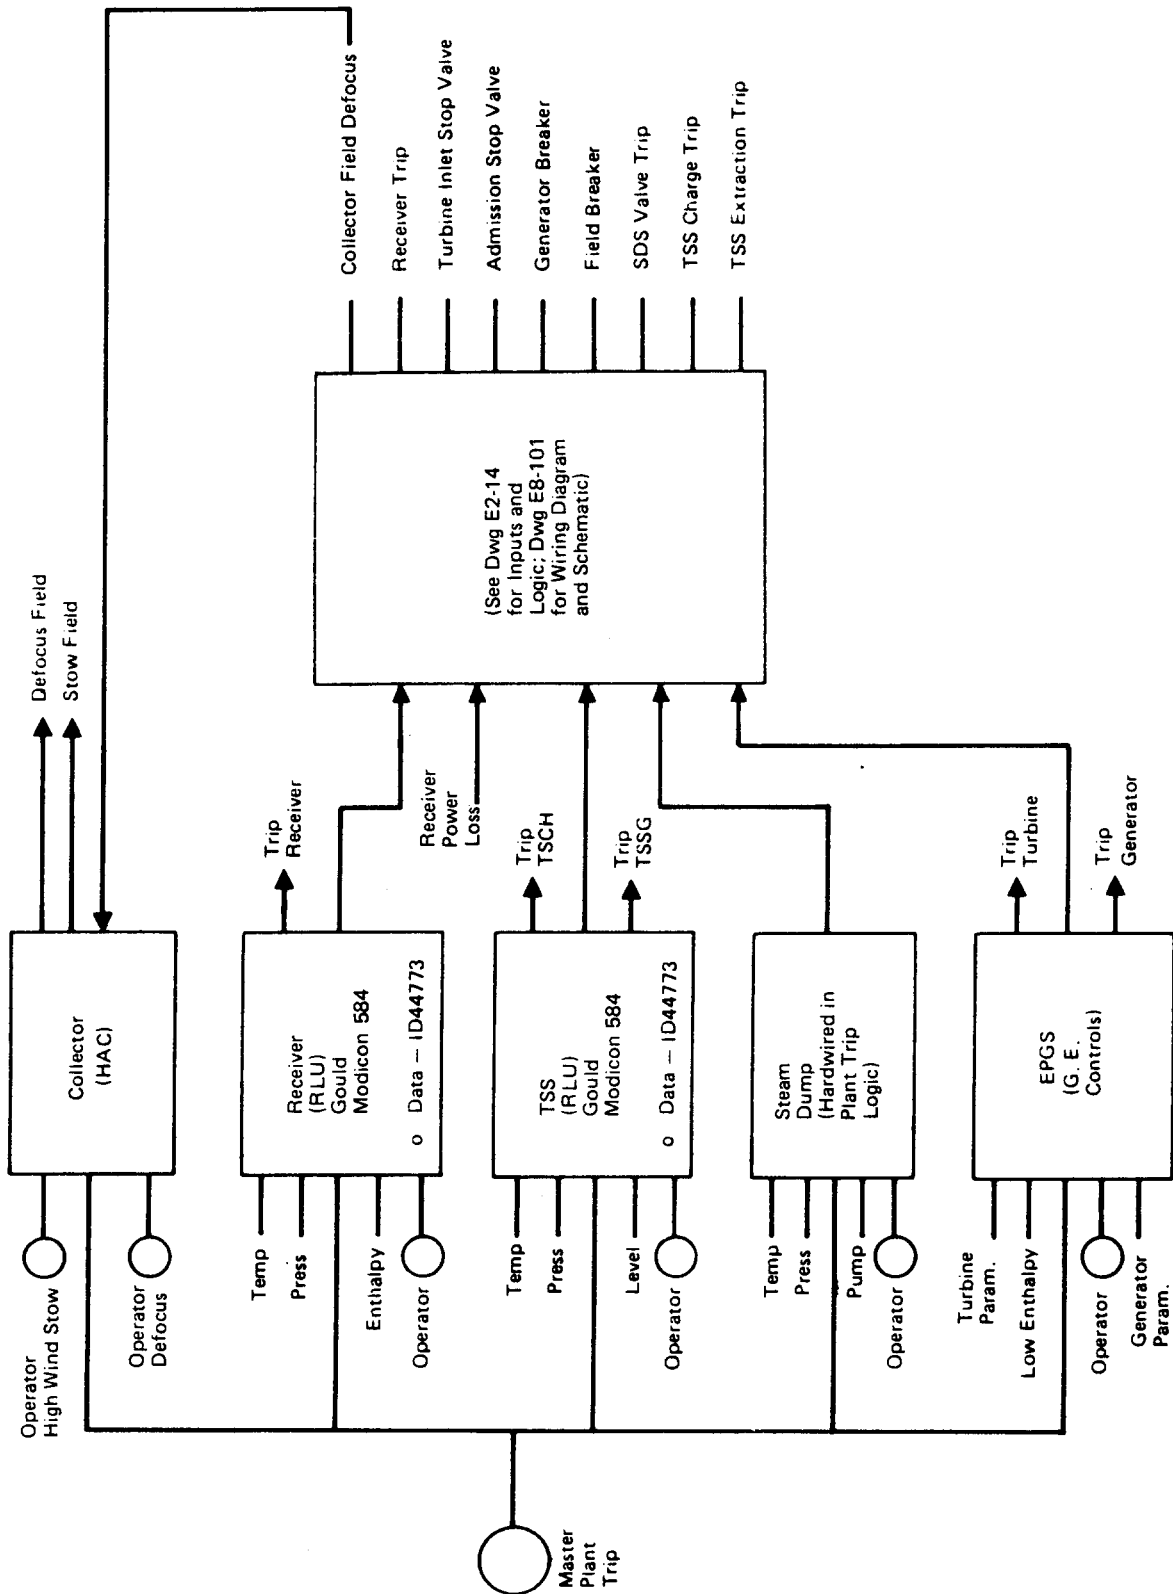 Master
Plant
Trip
Operator
High Wind Stow
Operator
Defocus
Collector
(HAC)
Defocus Field
Stow Field
Temp
Press
Enthalpy
Operator
Receiver
(RLU)
Gould
Modicon 584
o Data — ID44773
Trip
Receiver
Receiver
Power
Loss
Temp
Press
Level
Operator
TSS
(RLU)
Gould
Modicon 584
o Data — ID44773
Trip
TSCH
Trip
TSSG
Temp
Press
Pump
Operator
Steam
Dump
(Hardwired in
Plant Trip
Logic)
Turbine
Param.
Low Enthalpy
Operator
Generator
Param.
EPGS
(G. E.
Controls)
Trip
Turbine
Trip
Generator
(See Dwg E2-14
for Inputs and
Logic; Dwg E8-101
for Wiring Diagram
and Schematic)
Collector Field Defocus
Receiver Trip
Turbine Inlet Stop Valve
Admission Stop Valve
Generator Breaker
Field Breaker
SDS Valve Trip
TSS Charge Trip
TSS Extraction Trip